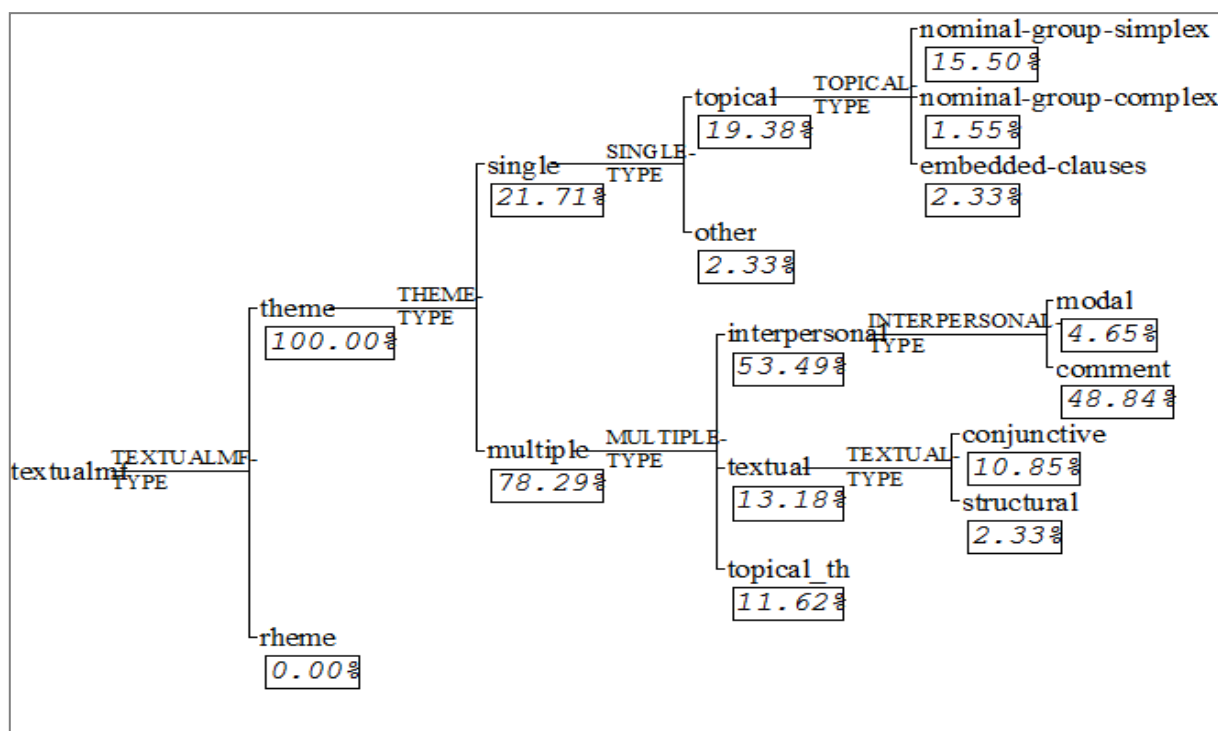 nominal-group-simplex
15.50%
TOPICAL-
topical
TYPE
nominal-group-complex
19.38%
1.55%
SINGLE-
single
TYPE
embedded-clauses
21.71%
2.33%
other
2.33%
THEME-
theme
TYPE
modal
INTERPERSONAL-
interpersonal
TYPE
4.65%
100.00%
53.49%
comment
48.84%
conjunctive
MULTIPLE-
multiple
TYPE
TEXTUALMF-
textualmf
TYPE
textual
TEXTUAL-
TYPE
10.85%
78.29%
13.18%
structural
2.33%
topical_th
11.62%
rheme
0.00%